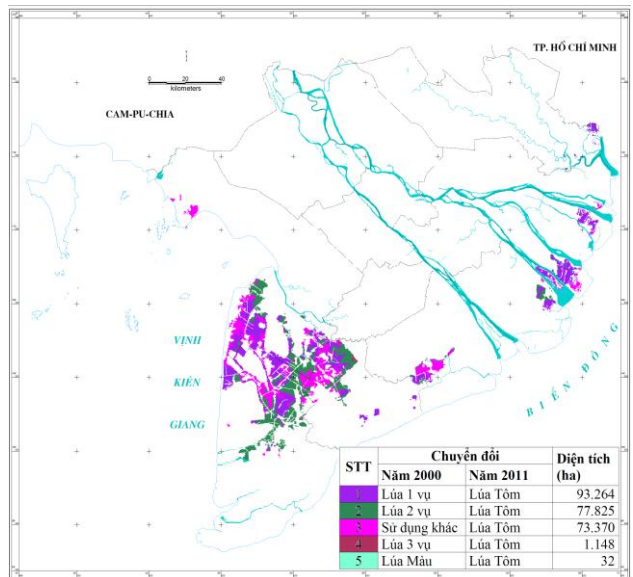 TP. HỒ CHÍ MINH
0 20 40
kilometers
CAM-PU-CHIA
VỊNH
KIÊN
GIANG
BIỂN ĐÔNG
STT Chuyển đổi Diện tích (ha)
Năm 2000 Năm 2011
1 Lúa 1 vụ Lúa Tôm 93.264
2 Lúa 2 vụ Lúa Tôm 77.825
3 Sử dụng khác Lúa Tôm 73.370
4 Lúa 3 vụ Lúa Tôm 1.148
5 Lúa Màu Lúa Tôm 32